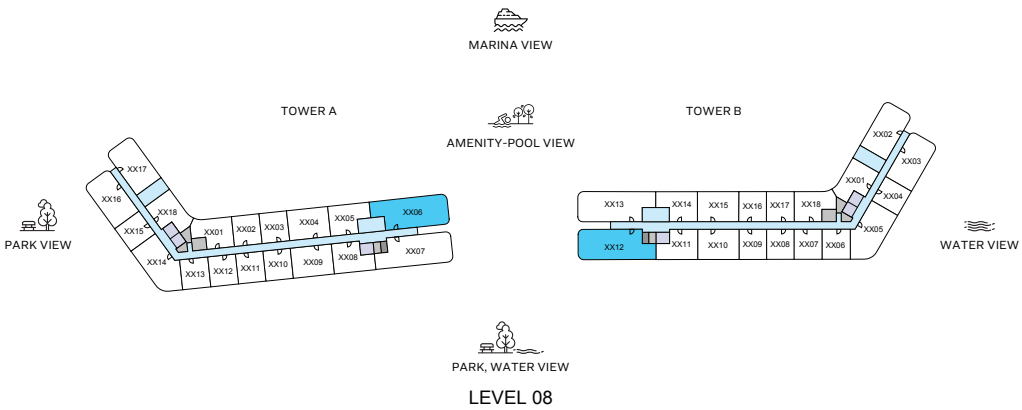 MARINA VIEW
TOWER A
TOWER B
AMENITY-POOL VIEW
XX17
XX16
XX18
XX15
XX14
XX13
XX01
XX02
XX03
XX04
XX05
XX06
XX12
XX11
XX10
XX09
XX08
XX07
XX02
XX03
XX01
XX04
XX05
XX13
XX14
XX15
XX16
XX17
XX18
XX12
XX11
XX10
XX09
XX08
XX07
XX06
PARK VIEW
WATER VIEW
PARK, WATER VIEW
LEVEL 08